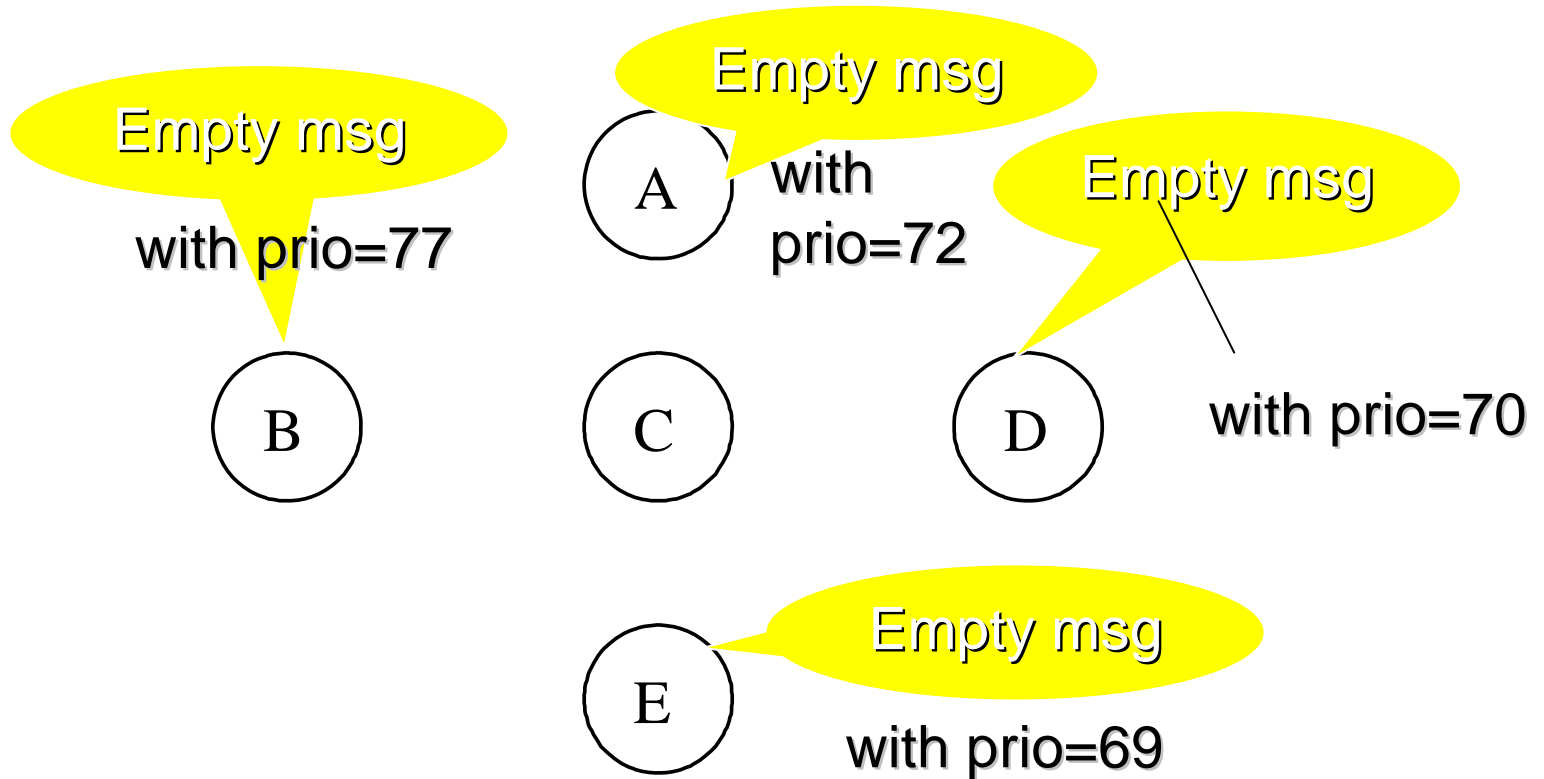 Empty msg
Empty msg
Empty msg
with prio=77
A
with
prio=72
B
C
D
with prio=70
Empty msg
E
with prio=69